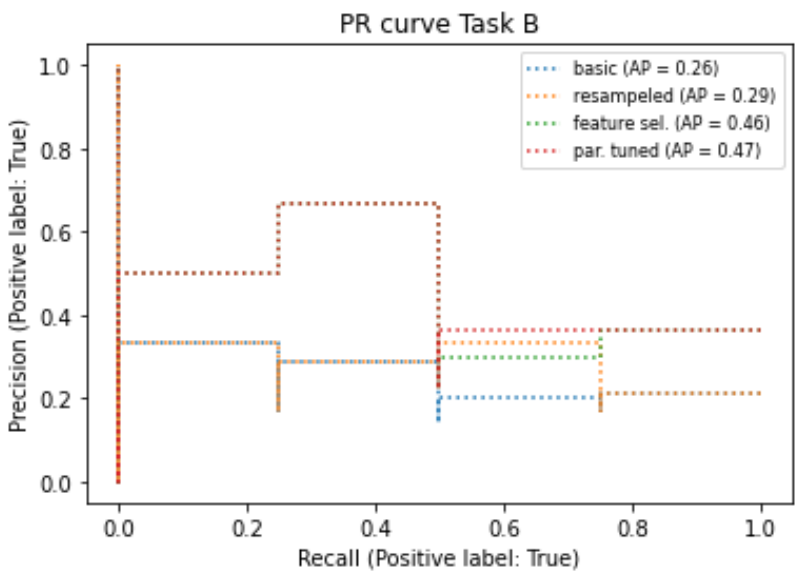 PR curve Task B
basic (AP = 0.26)
resampeled (AP = 0.29)
feature sel. (AP = 0.46)
par. tuned (AP = 0.47)
Precision (Positive label: True)
1.0
0.8
0.6
0.4
0.2
0.0
0.0 0.2 0.4 0.6 0.8 1.0
Recall (Positive label: True)